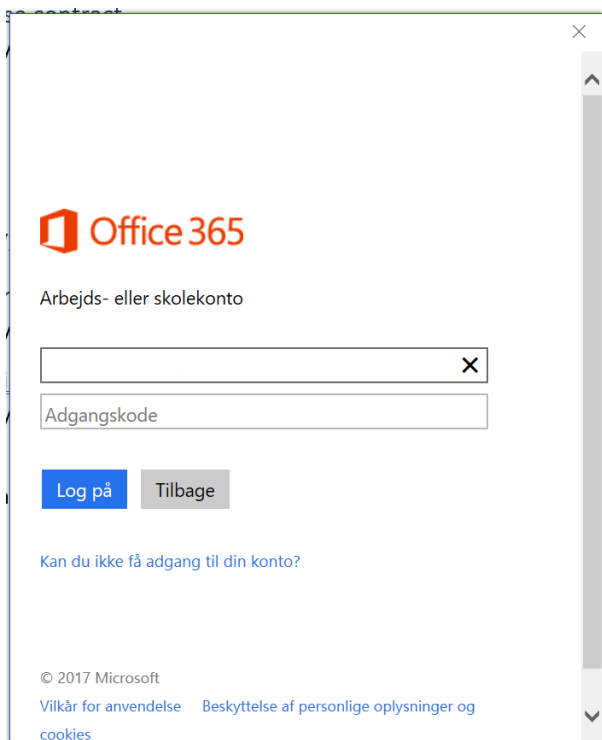 Office 365
Arbejds- eller skolekonto
Adgangskode
Log på
Tilbage
Kan du ikke få adgang til din konto?
© 2017 Microsoft
Vilkår for anvendelse Beskyttelse af personlige oplysninger og
cookies